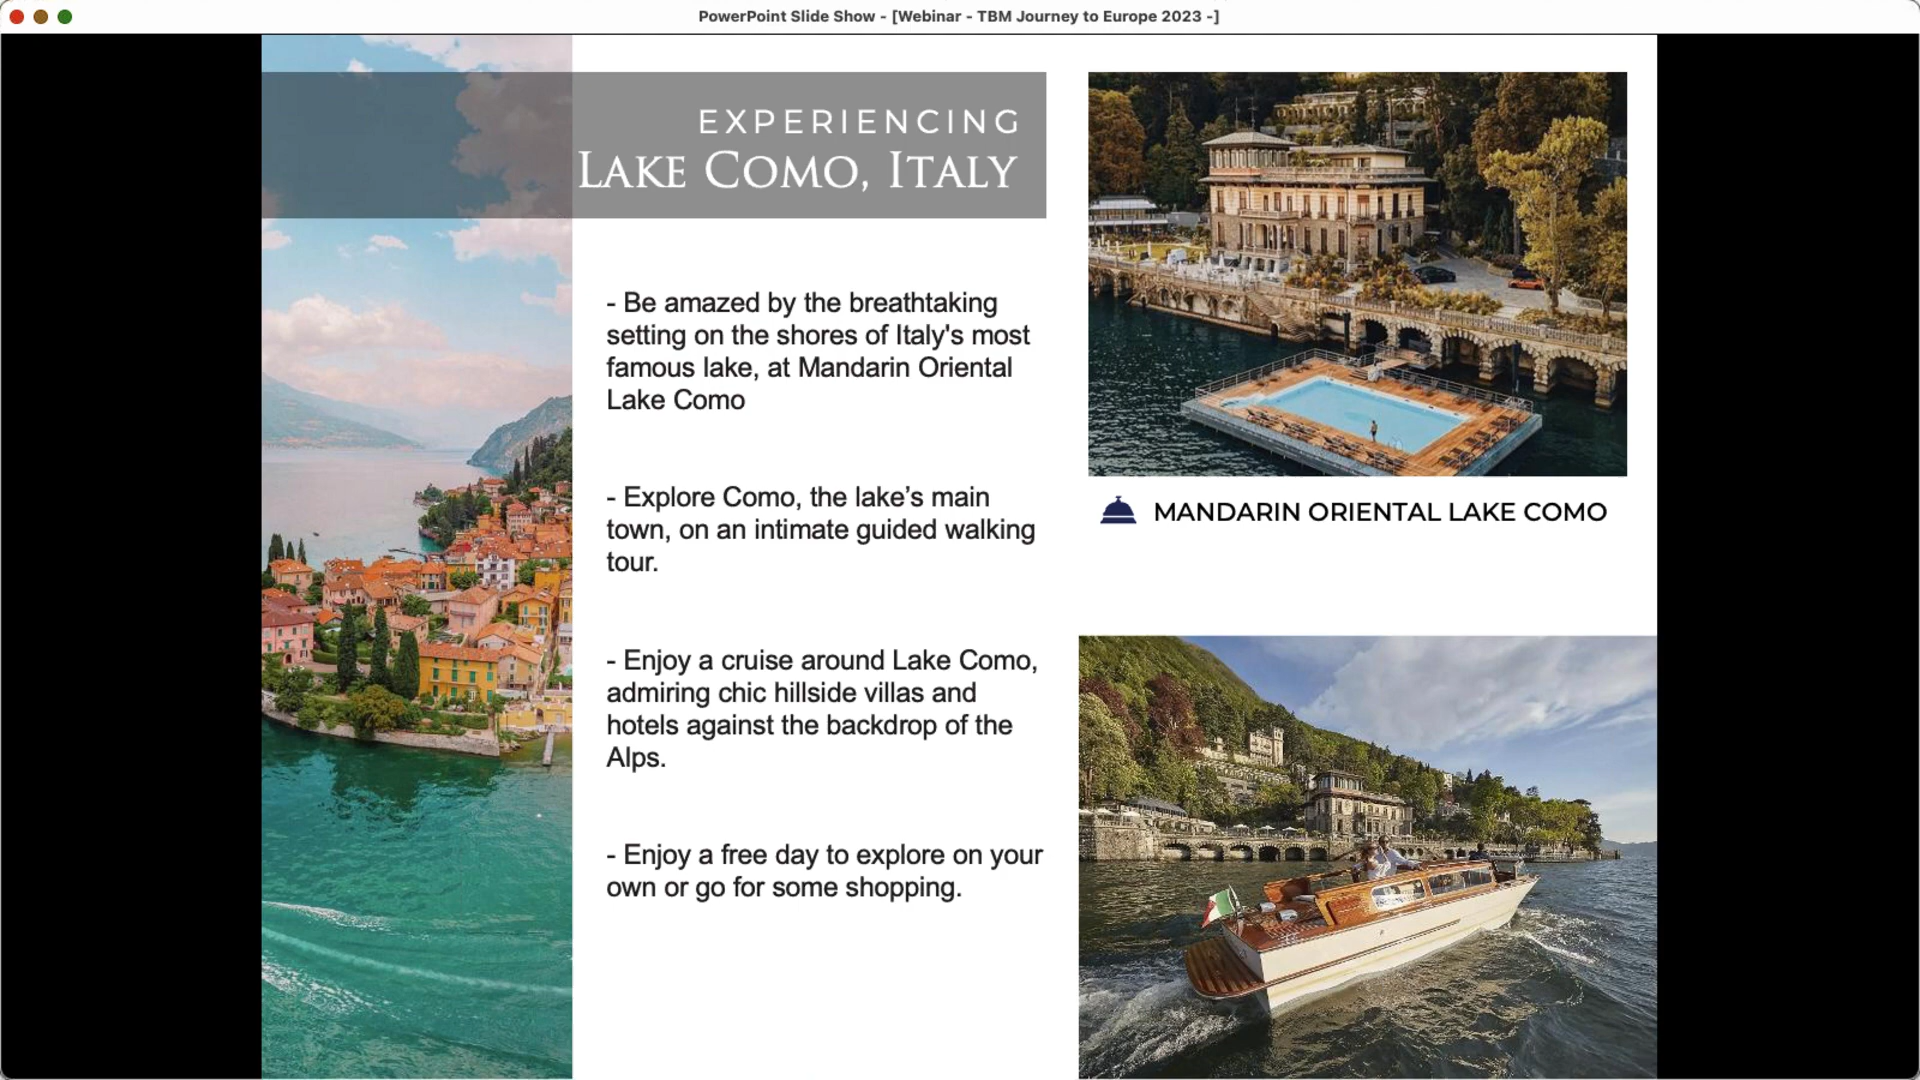 PowerPoint Slide Show - [Webinar - TBM Journey to Europe 2023 -]
EXPERIENCING
LAKE COMO, ITALY
- Be amazed by the breathtaking
setting on the shores of Italy's most
famous lake, at Mandarin Oriental
Lake Como
- Explore Como, the lake’s main
town, on an intimate guided walking
tour.
- Enjoy a cruise around Lake Como,
admiring chic hillside villas and
hotels against the backdrop of the
Alps.
- Enjoy a free day to explore on your
own or go for some shopping.
MANDARIN ORIENTAL LAKE COMO